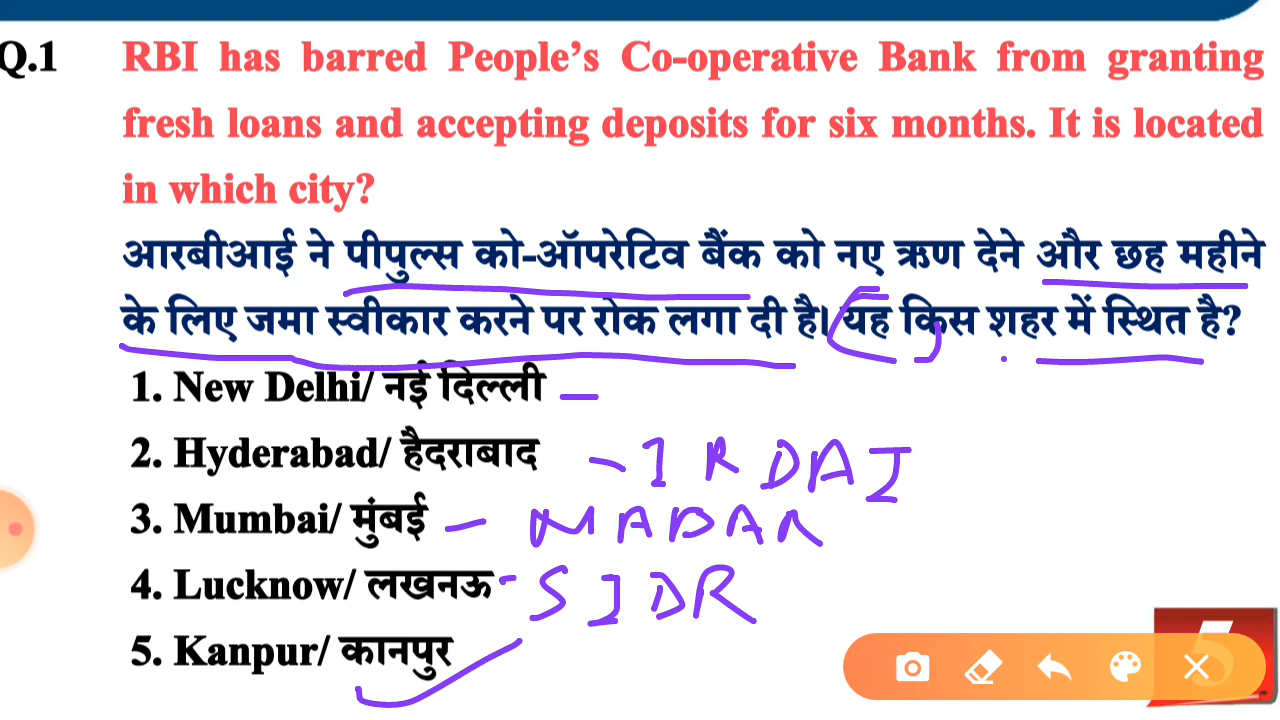 Q.1 RBI has barred People's Co-operative Bank from granting
fresh loans and accepting deposits for six months. It is located
in which city?
आरबीआई ने पीपुल्स को-ऑपरेटिव बैंक को नए ऋण देने और छह महीने
के लिए जमा स्वीकार करने पर रोक लगा दी है। यह किस शहर में स्थित है?
1. New Delhi/ नई दिल्ली
2. Hyderabad/ हैदराबाद - IRDAI
3. Mumbai/ मुंबई - NABAR
4. Lucknow/ लखनऊ - SIDR
5. Kanpur/ कानपुर